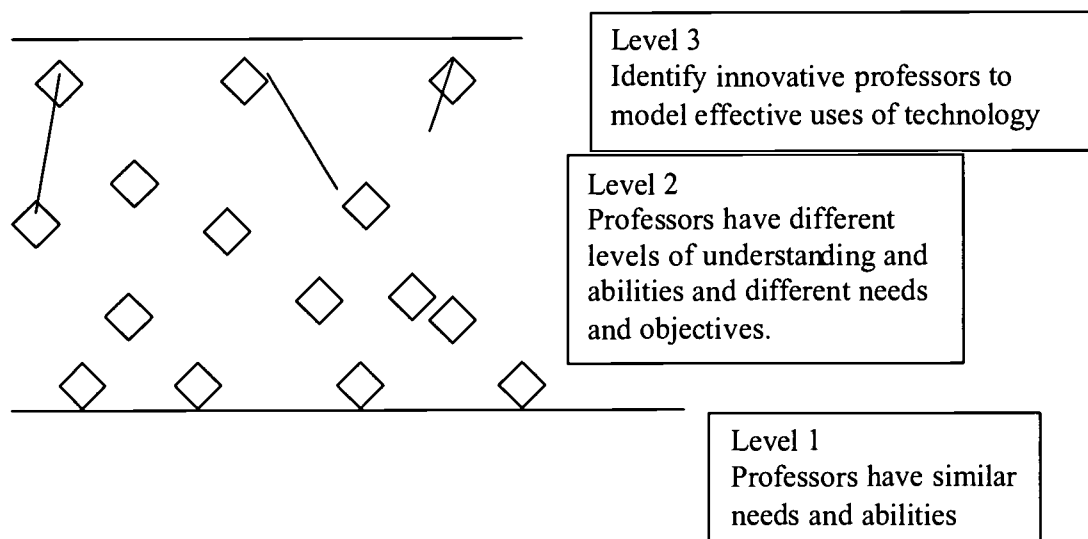 Level 3
Identify innovative professors to
model effective uses of technology
Level 2
Professors have different
levels of understanding and
abilities and different needs
and objectives.
Level 1
Professors have similar
needs and abilities